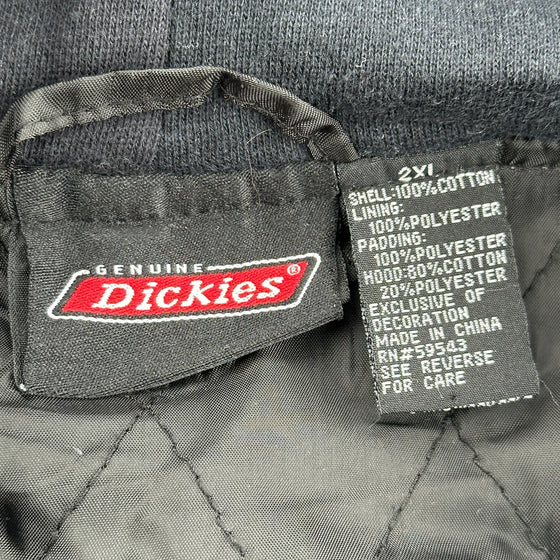 GENUINE
Dickies®
2XL
SHELL:100%COTTON
LINING:
100%POLYESTER
PADDING:
100%POLYESTER
HOOD:80%COTTON
20%POLYESTER
EXCLUSIVE OF
DECORATION
MADE IN CHINA
RN#59543
SEE REVERSE
FOR CARE